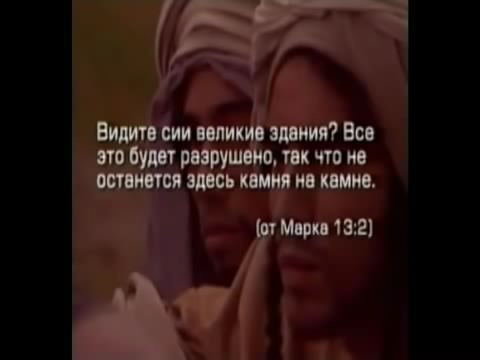 Видите сии великие здания? Все
это будет разрушено, так что не
останется здесь камня на камне.
(от Марка 13:2)